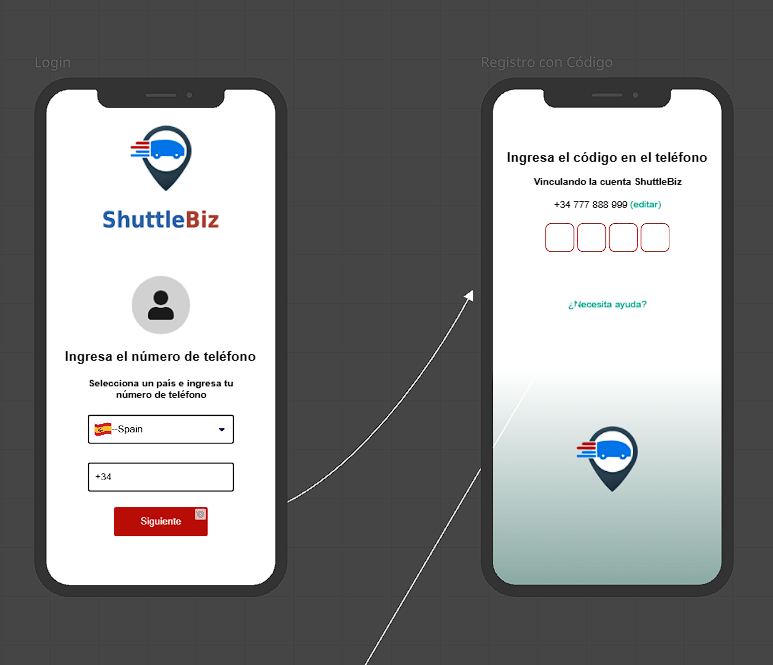 Login
ShuttleBiz
Ingresa el número de teléfono
Selecciona un país e ingresa tu
número de teléfono
--Spain
+34
Siguiente
Registro con Código
Ingresa el código en el teléfono
Vinculando la cuenta ShuttleBiz
+34 777 888 999 (editar)
¿Necesita ayuda?